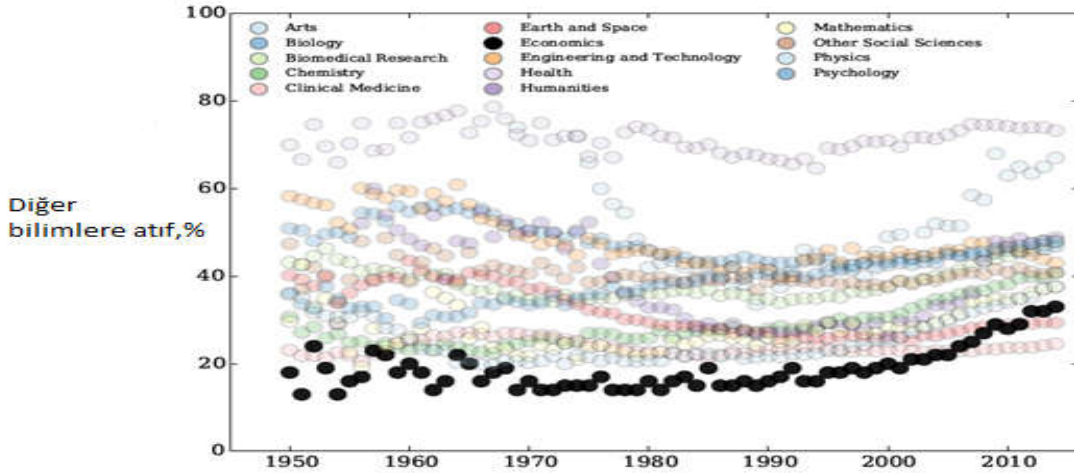 100
Arts
Biology
Biomedical Research
Chemistry
Clinical Medicine
Earth and Space
Economics
Engineering and Technology
Health
Humanities
Mathematics
Other Social Sciences
Physics
Psychology
80
60
Diğer
bilimlere atıf,%
40
20
0
1950 1960 1970 1980 1990 2000 2010